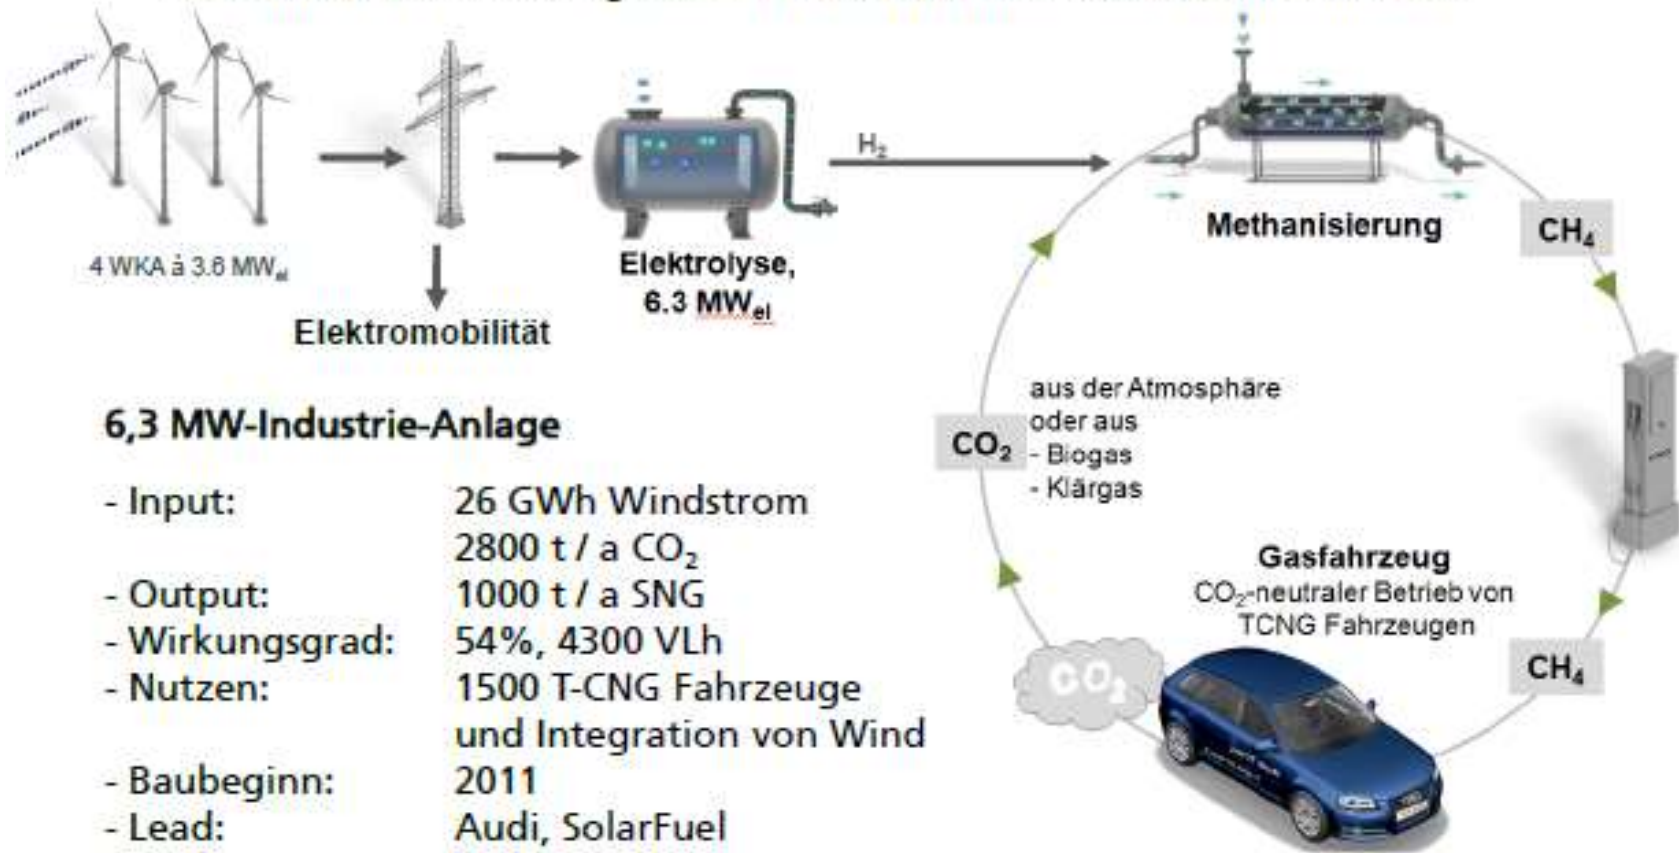 4 WKA à 3.6 MWel
Elektromobilität
Elektrolyse,
6.3 MWel
H₂
Methanisierung
CH₄
aus der Atmosphäre
oder aus
- Biogas
- Klärgas
CO₂
Gasfahrzeug
CO₂-neutraler Betrieb von
TCNG Fahrzeugen
CH₄
CO₂
6,3 MW-Industrie-Anlage
- Input: 26 GWh Windstrom
2800 t / a CO₂
- Output: 1000 t / a SNG
- Wirkungsgrad: 54%, 4300 VLh
- Nutzen: 1500 T-CNG Fahrzeuge
und Integration von Wind
- Baubeginn: 2011
- Lead: Audi, SolarFuel